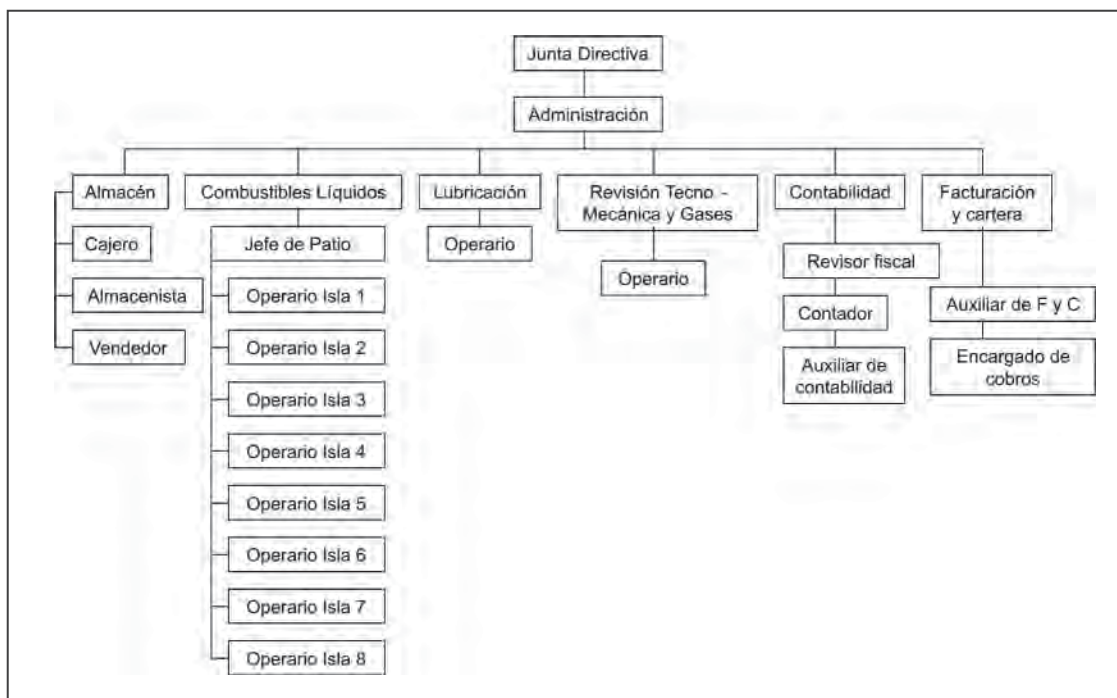 Junta Directiva
Administración
Almacén
Cajero
Almacenista
Vendedor
Combustibles Líquidos
Jefe de Patio
Operario Isla 1
Operario Isla 2
Operario Isla 3
Operario Isla 4
Operario Isla 5
Operario Isla 6
Operario Isla 7
Operario Isla 8
Lubricación
Operario
Revisión Tecno. -
Mecánica y Gases
Operario
Contabilidad
Revisor fiscal
Contador
Auxiliar de
contabilidad
Facturación
y cartera
Auxiliar de F y C
Encargado de
cobros